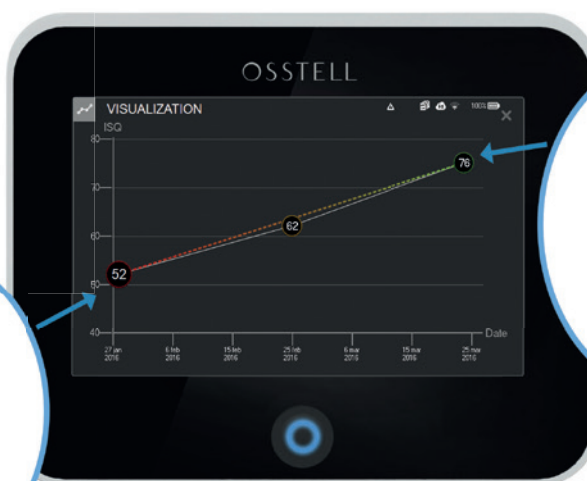 OSSTELL
VISUALIZATION
100%
ISQ
80
70
76
60
62
50
52
40
Date
27 jan 2016
6 feb 2016
15 feb 2016
25 feb 2016
6 mar 2016
15 mar 2016
25 mar 2016